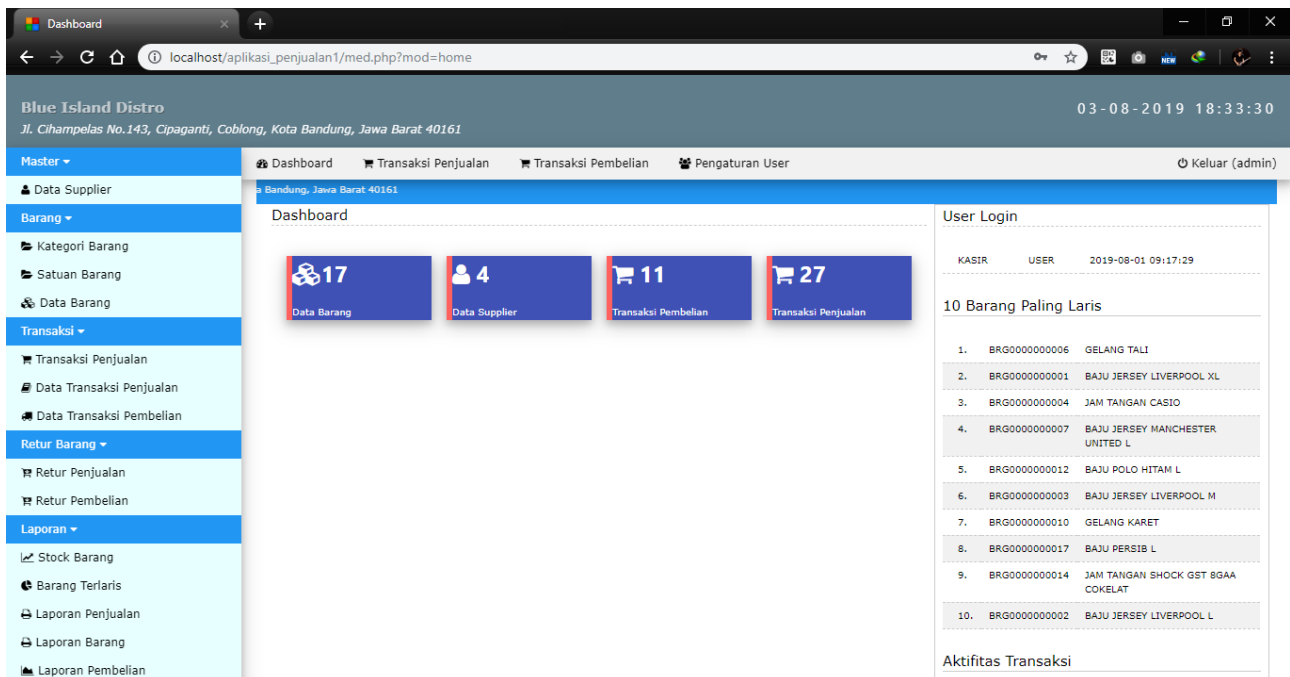 Dashboard
localhost/aplikasi_penjualan1/med.php?mod=home
NEW
Blue Island Distro
Jl. Cihampelas No.143, Cipaganti, Coblong, Kota Bandung, Jawa Barat 40161
03-08-2019 18:33:30
Master
Data Supplier
Barang
Kategori Barang
Satuan Barang
Data Barang
Transaksi
Transaksi Penjualan
Data Transaksi Penjualan
Data Transaksi Pembelian
Retur Barang
Retur Penjualan
Retur Pembelian
Laporan
Stock Barang
Barang Terlaris
Laporan Penjualan
Laporan Barang
Laporan Pembelian
Dashboard Transaksi Penjualan Transaksi Pembelian Pengaturan User Keluar (admin)
a Bandung, Jawa Barat 40161
Dashboard
17
Data Barang
4
Data Supplier
11
Transaksi Pembelian
27
Transaksi Penjualan
User Login
KASIR USER 2019-08-01 09:17:29
10 Barang Paling Laris
1. BRG0000000006 GELANG TALI
2. BRG0000000001 BAJU JERSEY LIVERPOOL XL
3. BRG0000000004 JAM TANGAN CASIO
4. BRG0000000007 BAJU JERSEY MANCHESTER
UNITED L
5. BRG0000000012 BAJU POLO HITAM L
6. BRG0000000003 BAJU JERSEY LIVERPOOL M
7. BRG0000000010 GELANG KARET
8. BRG0000000017 BAJU PERSIB L
9. BRG0000000014 JAM TANGAN SHOCK GST 8GAA
COKELAT
10. BRG0000000002 BAJU JERSEY LIVERPOOL L
Aktifitas Transaksi